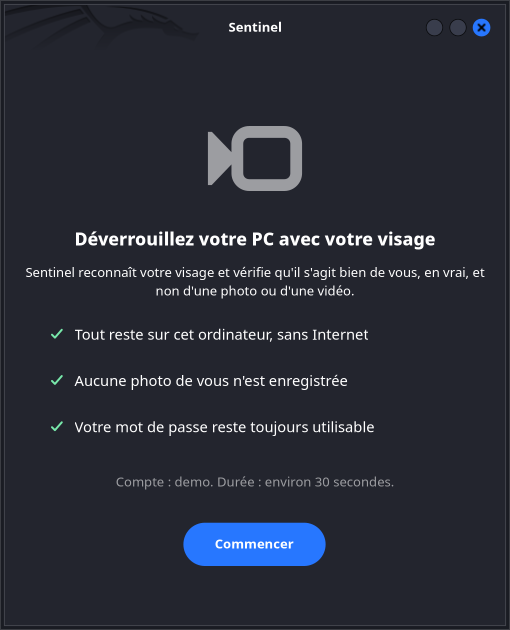 Sentinel
Déverrouillez votre PC avec votre visage
Sentinel reconnaît votre visage et vérifie qu'il s'agit bien de vous, en vrai, et
non d'une photo ou d'une vidéo.
Tout reste sur cet ordinateur, sans Internet
Aucune photo de vous n'est enregistrée
Votre mot de passe reste toujours utilisable
Compte : demo. Durée : environ 30 secondes.
Commencer